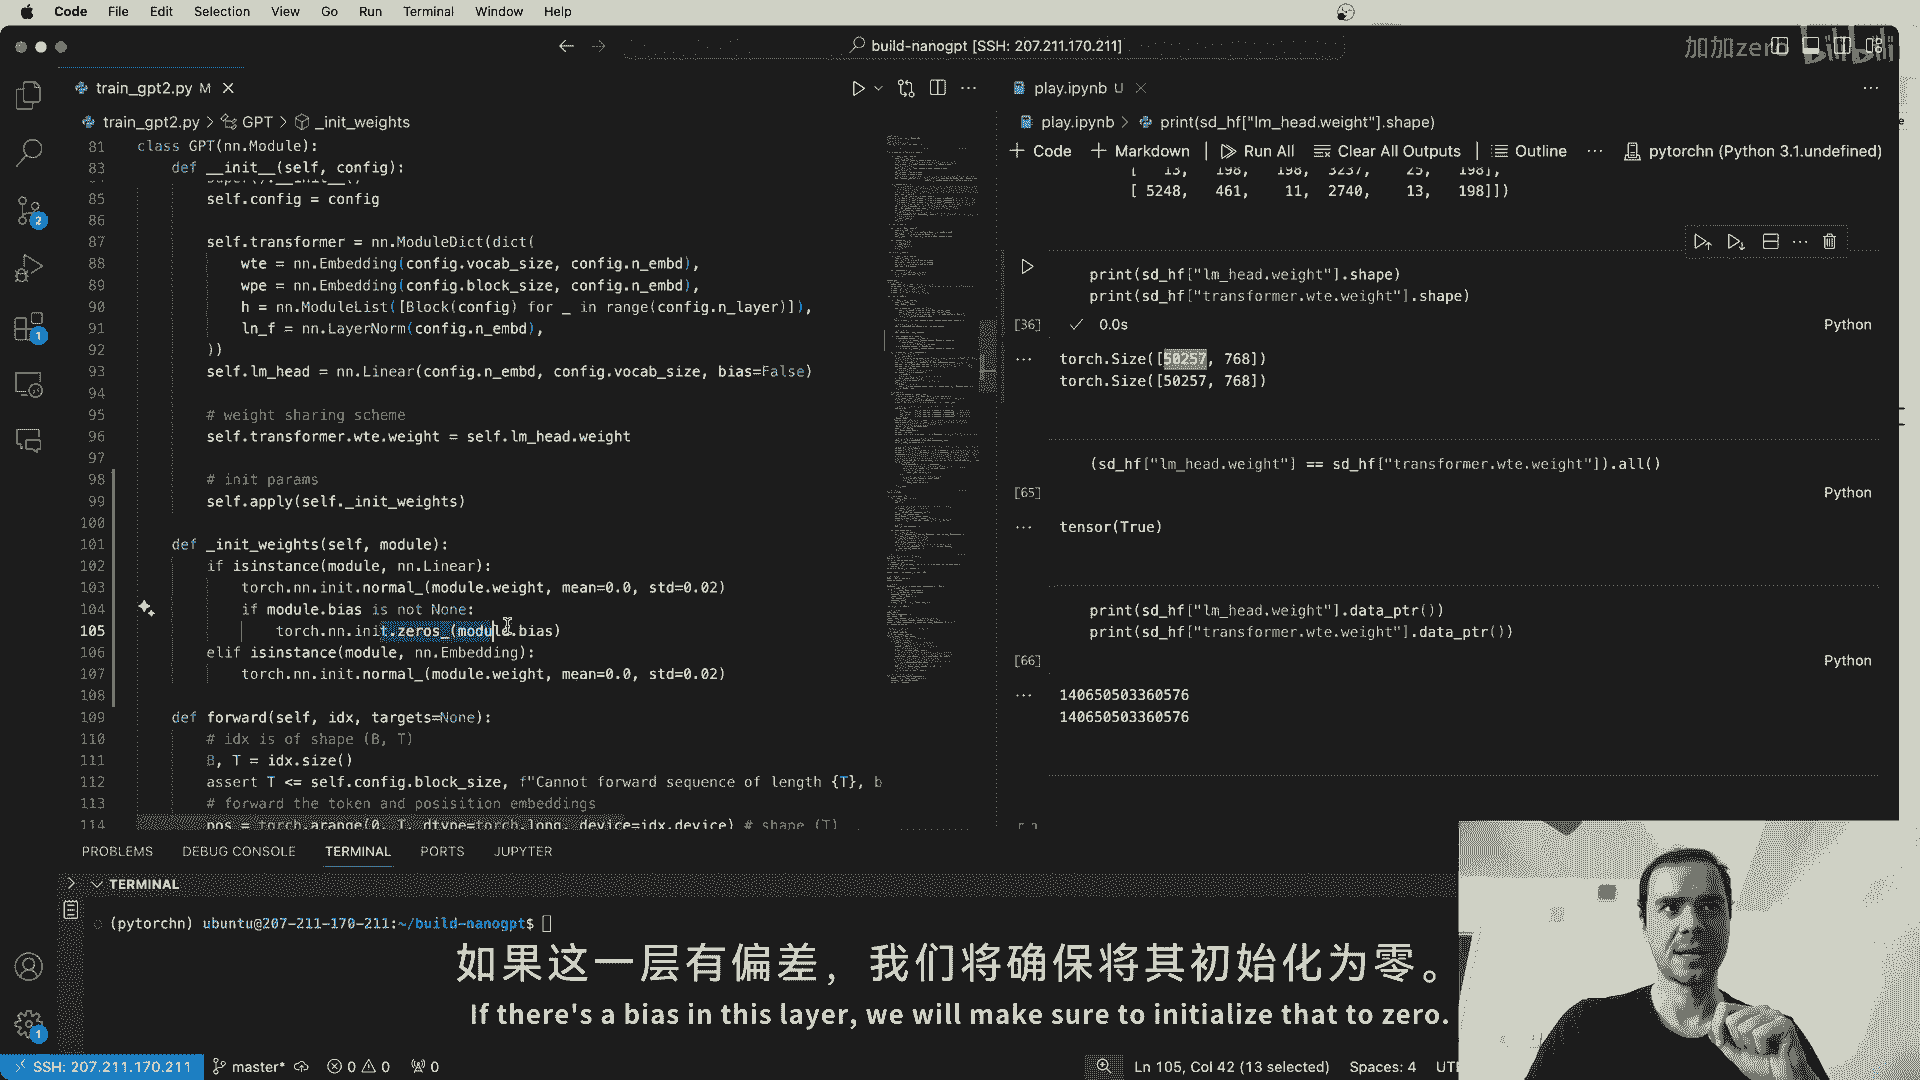 Code File Edit Selection View Go Run Terminal Window Help
build-nanogpt [SSH: 207.211.170.211]
加加zero bilibili
train_gpt2.py M
train_gpt2.py > GPT > _init_weights
81 class GPT(nn.Module):
83 def __init__(self, config):
super().__init__()
85 self.config = config
86
87 self.transformer = nn.ModuleDict(dict(
88 wte = nn.Embedding(config.vocab_size, config.n_embd),
89 wpe = nn.Embedding(config.block_size, config.n_embd),
90 h = nn.ModuleList([Block(config) for _ in range(config.n_layer)]),
91 ln_f = nn.LayerNorm(config.n_embd),
92 ))
93 self.lm_head = nn.Linear(config.n_embd, config.vocab_size, bias=False)
94
95 # weight sharing scheme
96 self.transformer.wte.weight = self.lm_head.weight
97
98 # init params
99 self.apply(self._init_weights)
100
101 def _init_weights(self, module):
102 if isinstance(module, nn.Linear):
103 torch.nn.init.normal_(module.weight, mean=0.0, std=0.02)
104 if module.bias is not None:
105 torch.nn.init.zeros_(module.bias)
106 elif isinstance(module, nn.Embedding):
107 torch.nn.init.normal_(module.weight, mean=0.0, std=0.02)
108
109 def forward(self, idx, targets=None):
110 # idx is of shape (B, T)
111 B, T = idx.size()
112 assert T <= self.config.block_size, f"Cannot forward sequence of length {T}, b
113 # forward the token and posisition embeddings
114 pos = torch.arange(0, T, dtype=torch.long, device=idx.device) # shape (T)
play.ipynb U
play.ipynb > print(sd_hf["lm_head.weight"].shape)
Code Markdown Run All Clear All Outputs Outline pytorchn (Python 3.1.undefined)
[ 13, 198, 198, 3237, 25, 198],
[ 5248, 461, 11, 2740, 13, 198]])
print(sd_hf["lm_head.weight"].shape)
print(sd_hf["transformer.wte.weight"].shape)
[36] 0.0s Python
torch.Size([50257, 768])
torch.Size([50257, 768])
(sd_hf["lm_head.weight"] == sd_hf["transformer.wte.weight"]).all()
[65] Python
tensor(True)
print(sd_hf["lm_head.weight"].data_ptr())
print(sd_hf["transformer.wte.weight"].data_ptr())
[66] Python
140650503360576
140650503360576
PROBLEMS DEBUG CONSOLE TERMINAL PORTS JUPYTER
TERMINAL
(pytorchn) ubuntu@207-211-170-211:~/build-nanogpt$
如果这一层有偏差，我们将确保将其初始化为零。
If there's a bias in this layer, we will make sure to initialize that to zero.
2
1
1
SSH: 207.211.170.211 master* 0 0 0 Ln 105, Col 42 (13 selected) Spaces: 4